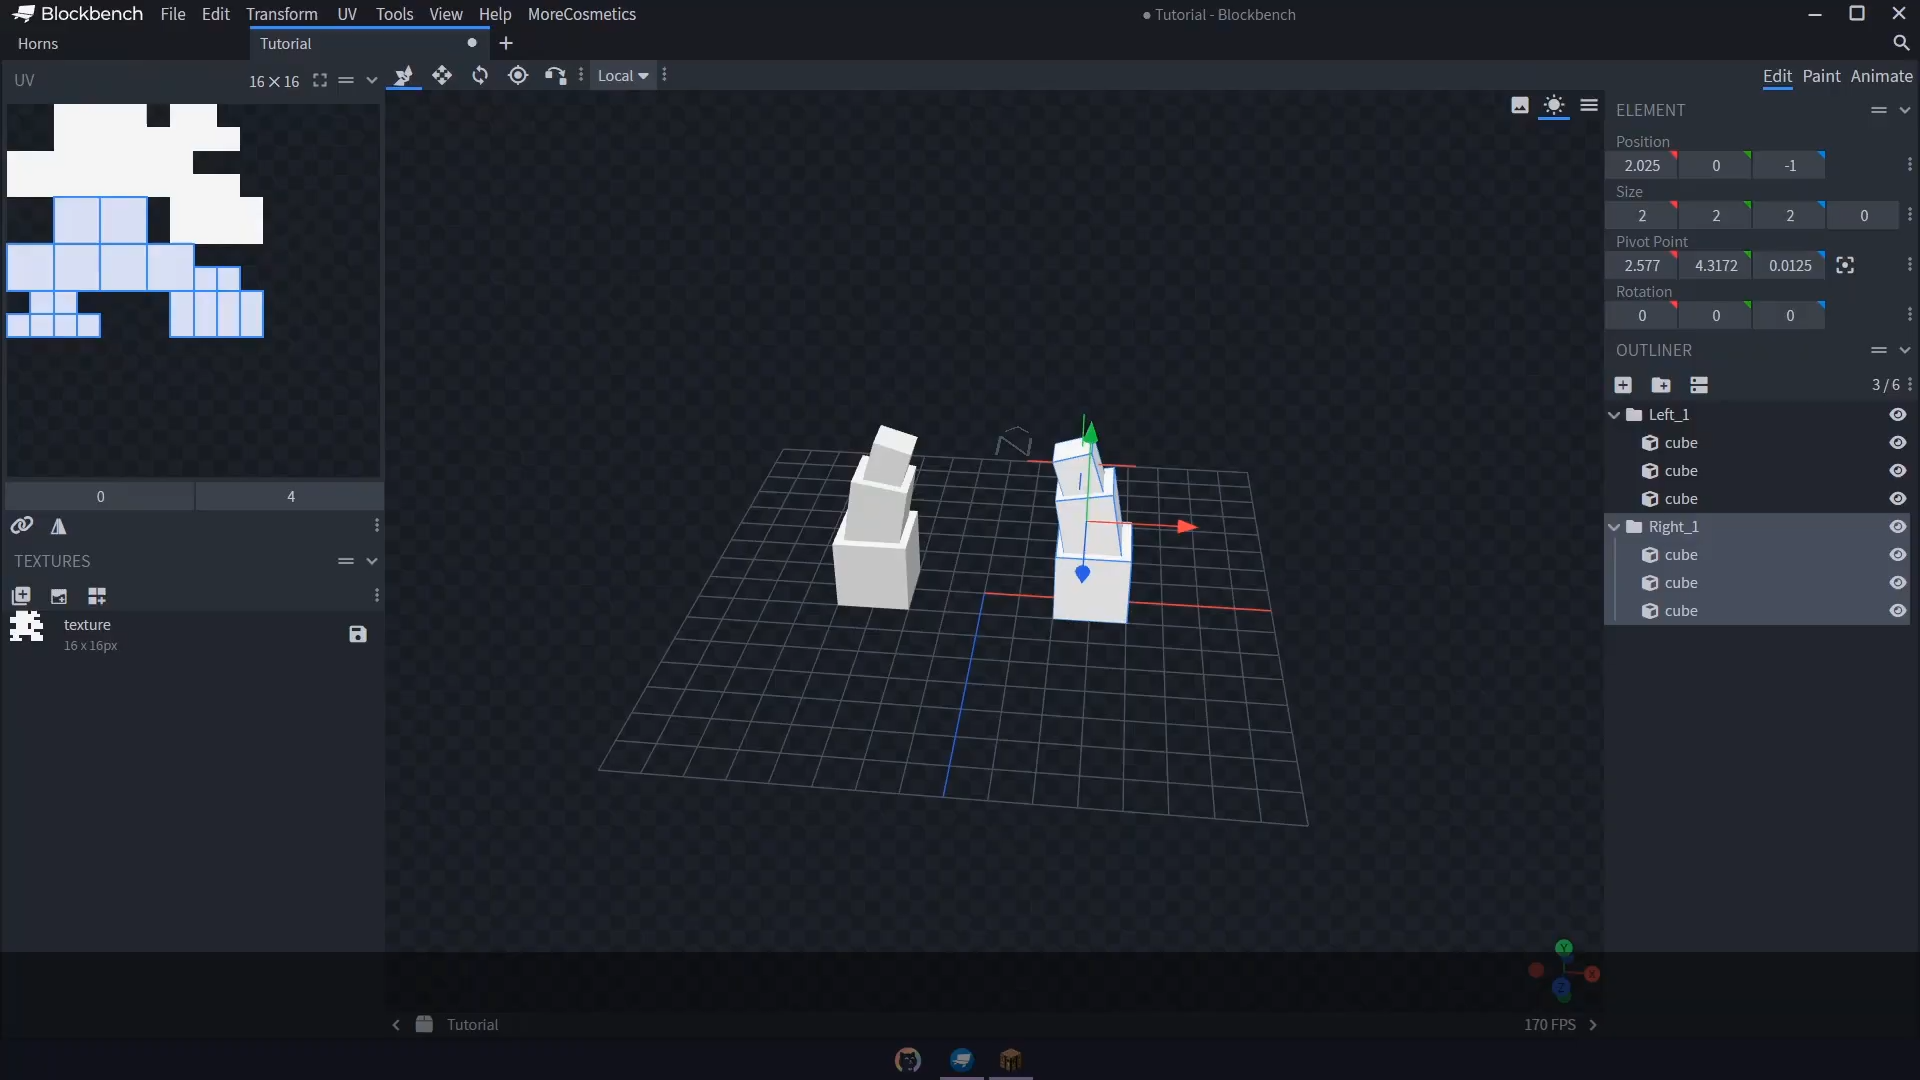 Blockbench File Edit Transform UV Tools View Help MoreCosmetics
Tutorial - Blockbench
Horns
Tutorial
UV
16×16
Local
Edit Paint Animate
ELEMENT
Position
2.025 0 -1
Size
2 2 2 0
Pivot Point
2.577 4.3172 0.0125
Rotation
0 0 0
OUTLINER
3 / 6
Left_1
cube
cube
cube
Right_1
cube
cube
cube
0 4
TEXTURES
texture
16 x 16px
Y
X
Z
Tutorial
170 FPS